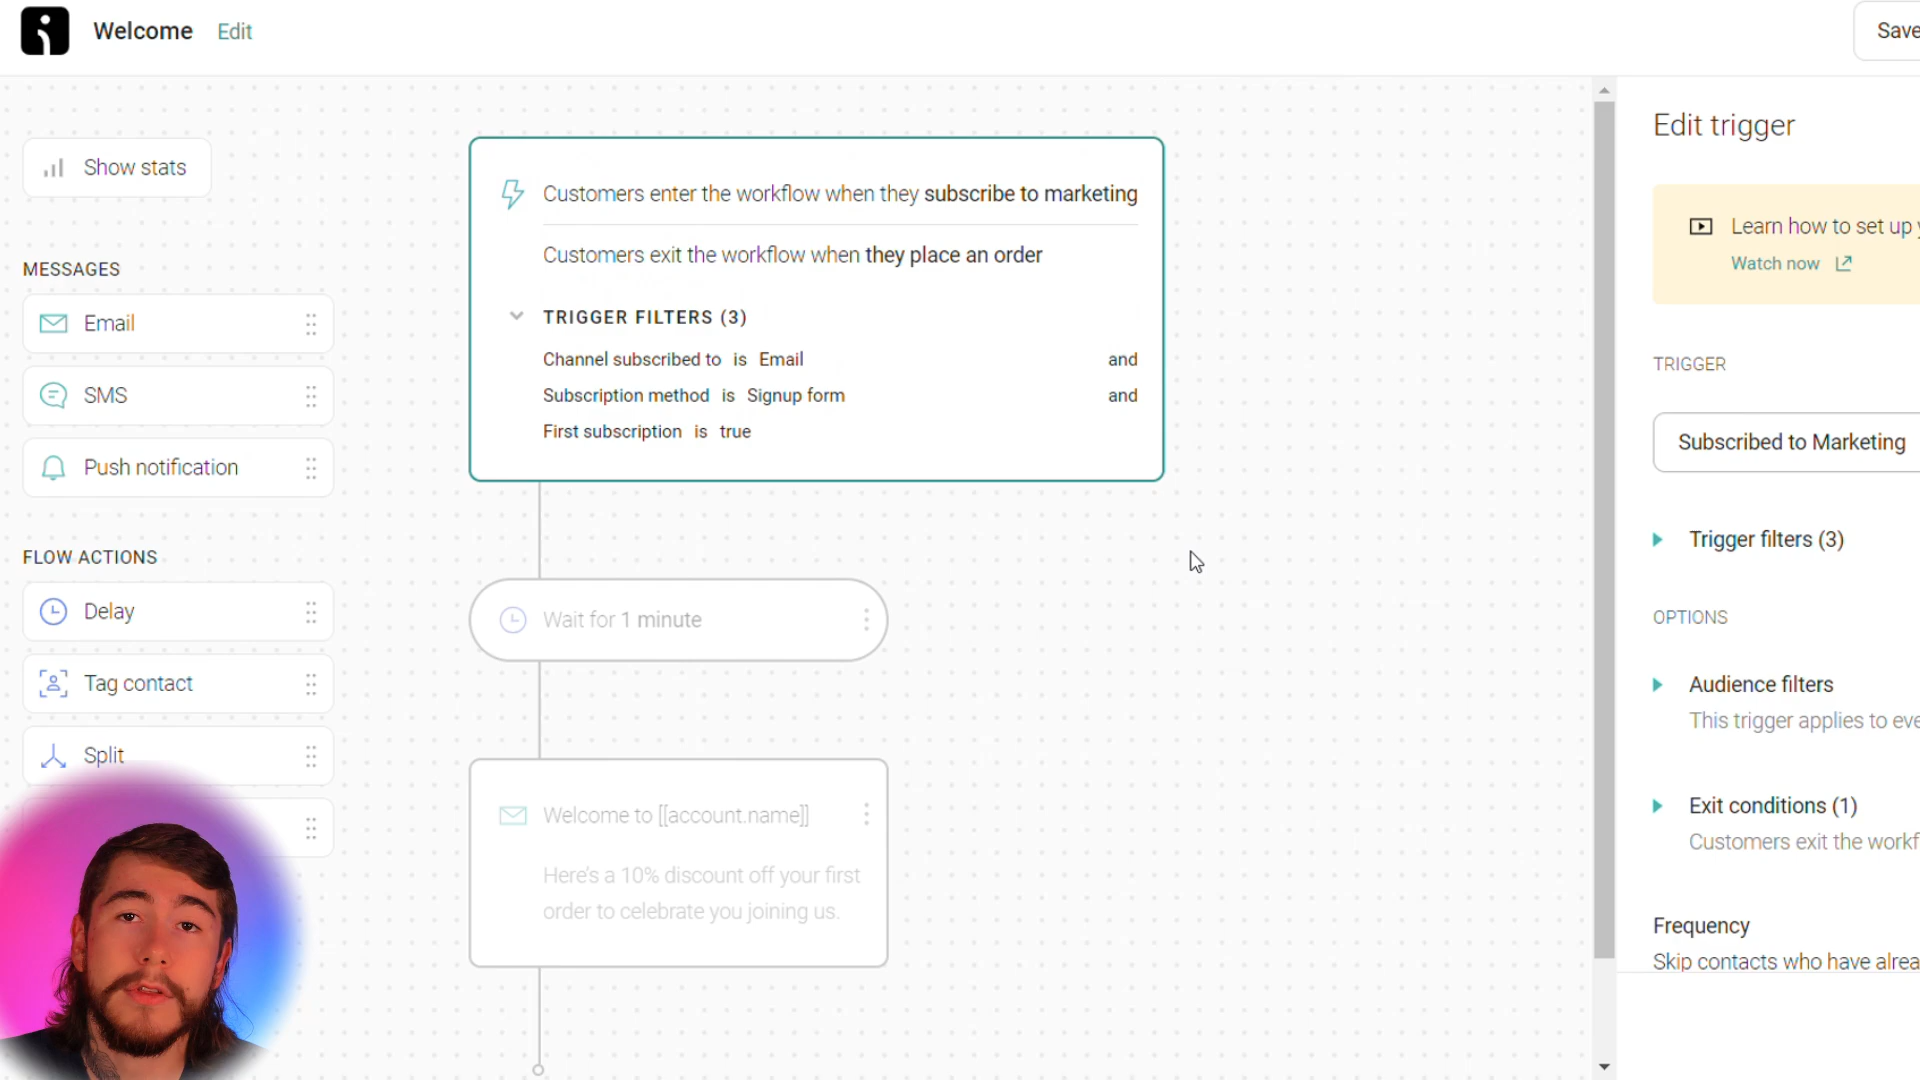 Welcome Edit
Save
Show stats
MESSAGES
Email
SMS
Push notification
FLOW ACTIONS
Delay
Tag contact
Split
Customers enter the workflow when they subscribe to marketing
Customers exit the workflow when they place an order
TRIGGER FILTERS (3)
Channel subscribed to is Email and
Subscription method is Signup form and
First subscription is true
Wait for 1 minute
Welcome to [[account.name]]
Here's a 10% discount off your first
order to celebrate you joining us.
Edit trigger
Learn how to set up
Watch now
TRIGGER
Subscribed to Marketing
Trigger filters (3)
OPTIONS
Audience filters
This trigger applies to
Exit conditions (1)
Customers exit the
Frequency
Skip contacts who have